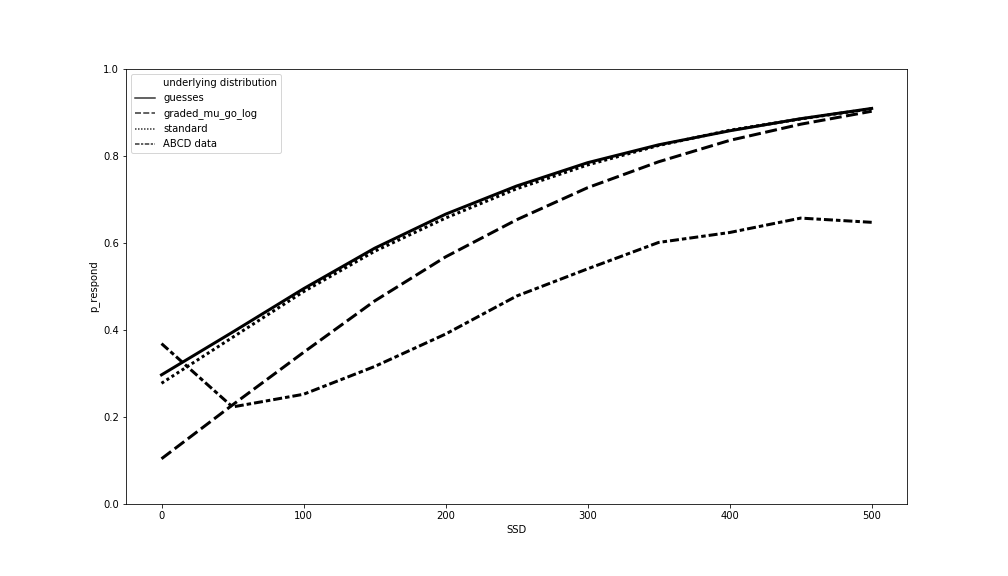 1.0
0.8
0.6
0.4
0.2
0.0
p_respond
underlying distribution
guesses
graded_mu_go_log
standard
ABCD data
0 100 200 300 400 500
SSD